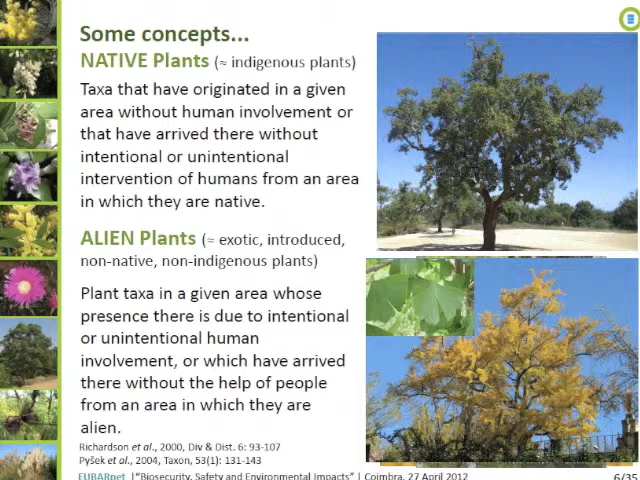 Some concepts...
NATIVE Plants (≈ indigenous plants)
Taxa that have originated in a given
area without human involvement or
that have arrived there without
intentional or unintentional
intervention of humans from an area
in which they are native.
ALIEN Plants (≈ exotic, introduced,
non-native, non-indigenous plants)
Plant taxa in a given area whose
presence there is due to intentional
or unintentional human
involvement, or which have arrived
there without the help of people
from an area in which they are
alien.
Richardson et al., 2000, Div & Dist. 6: 93-107
Pyšek et al., 2004, Taxon, 53(1): 131-143
EUBARnet |"Biosecurity, Safety and Environmental Impacts" | Coimbra, 27 April 2012
6/35